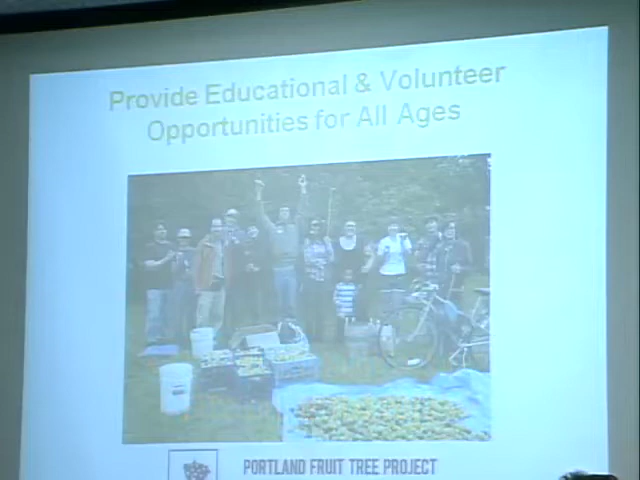 Provide Educational & Volunteer
Opportunities for All Ages
PORTLAND FRUIT TREE PROJECT